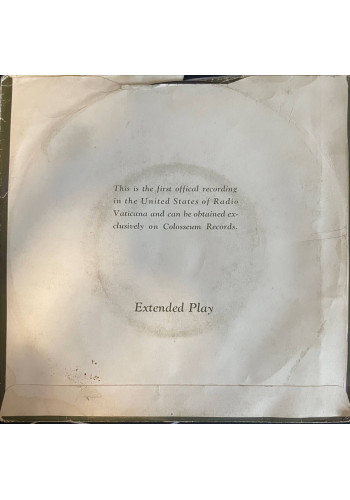 This is the first offical recording
in the United States of Radio
Vaticana and can be obtained ex-
clusively on Colosseum Records.
Extended Play